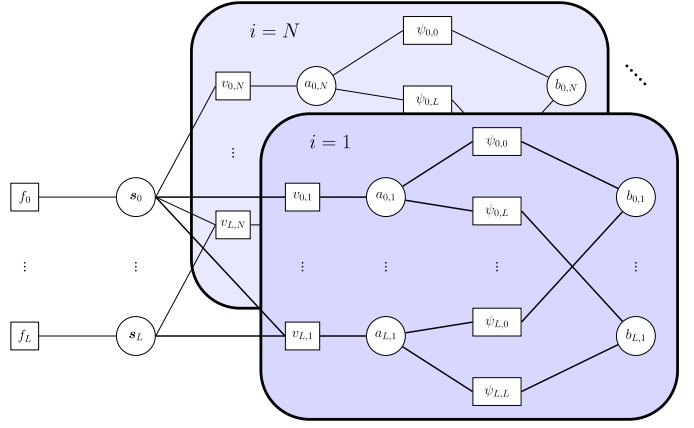 i = N
ψ_{0,0}
v_{0,N} a_{0,N} ψ_{0,L} b_{0,N}
⋮
i = 1
ψ_{0,0}
f_0 s_0 v_{0,1} a_{0,1} b_{0,1}
v_{L,N} ψ_{0,L}
⋮ ⋮ ⋮ ⋮ ⋮ ⋮
ψ_{L,0}
f_L s_L v_{L,1} a_{L,1} b_{L,1}
ψ_{L,L}